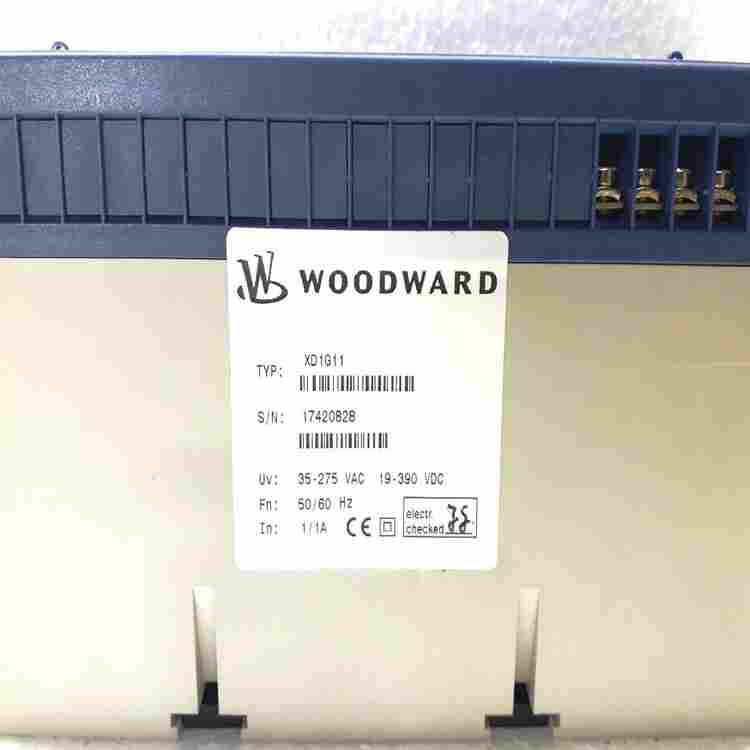 WOODWARD
TYP: XD1G11
S/N: 17420828
Uv: 35-275 VAC 19-390 VDC
Fn: 50/60 Hz
In: 1/1A CE
electr.
checked